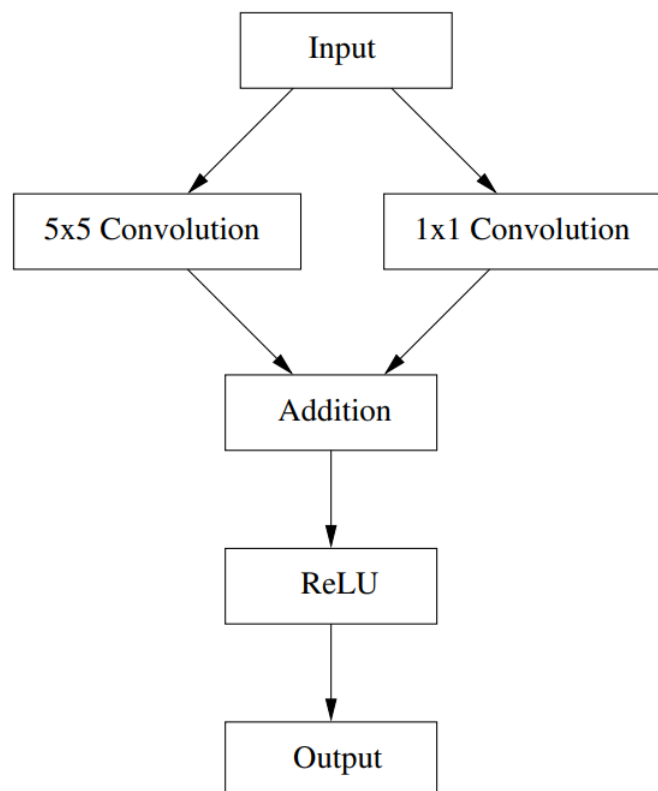 Input
5x5 Convolution
1x1 Convolution
Addition
ReLU
Output